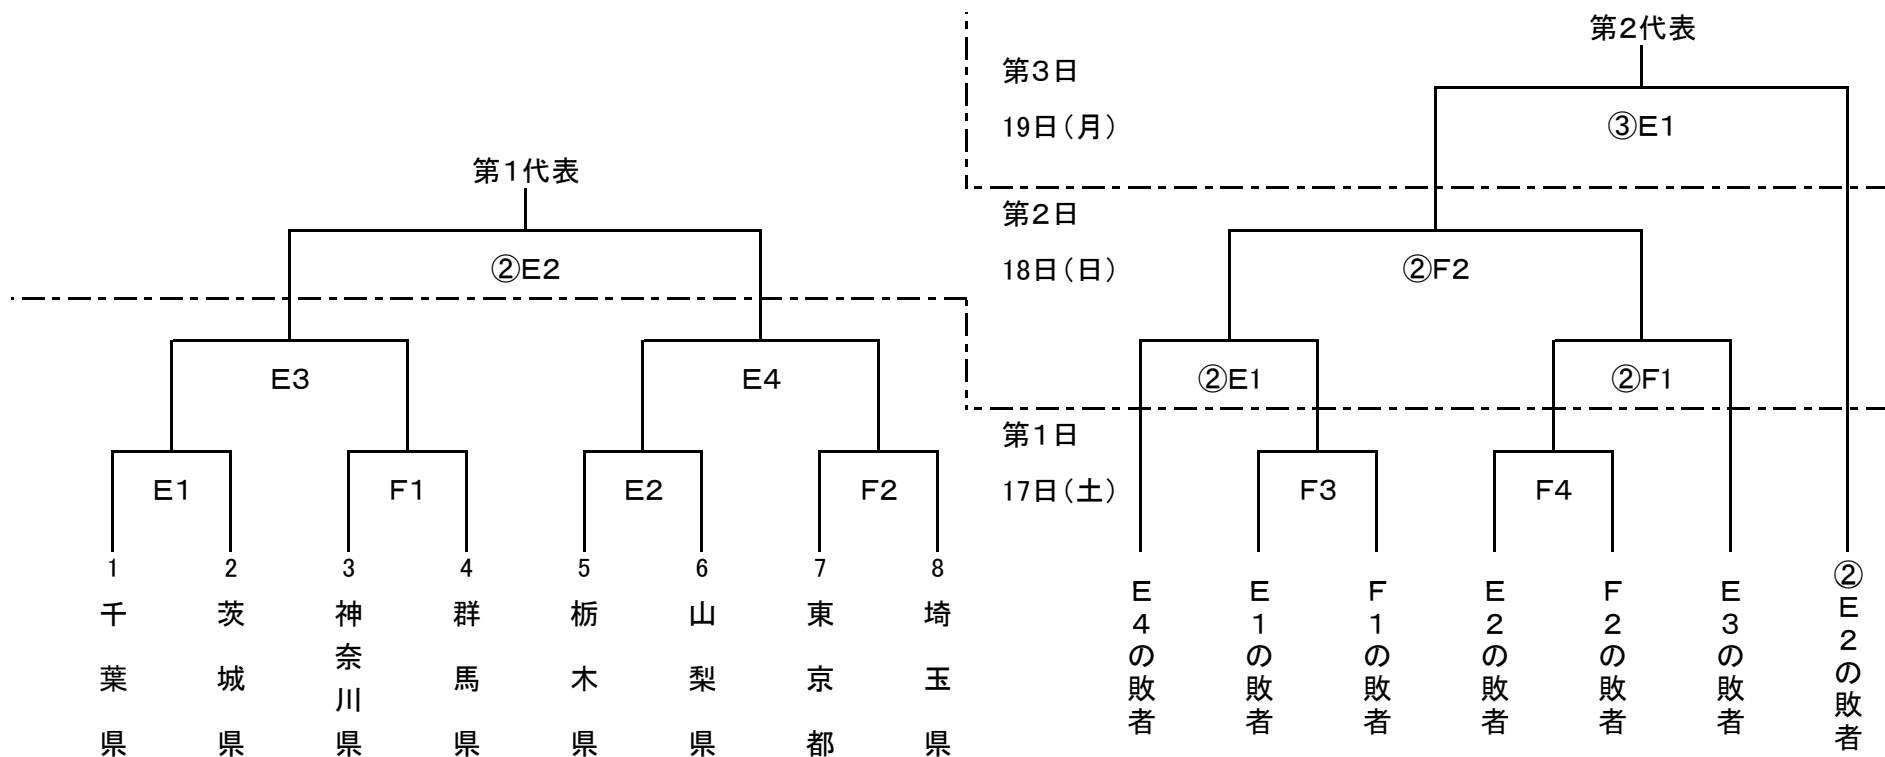 第1代表
②E2
E3
E4
E1
F1
E2
F2
1
2
3
4
5
6
7
8
千葉県
茨城県
神奈川県
群馬県
栃木県
山梨県
東京都
埼玉県
第2代表
第3日
19日(月)
③E1
第2日
18日(日)
②F2
②E1
②F1
第1日
17日(土)
F3
F4
E4の敗者
E1の敗者
F1の敗者
E2の敗者
F2の敗者
E3の敗者
②E2の敗者